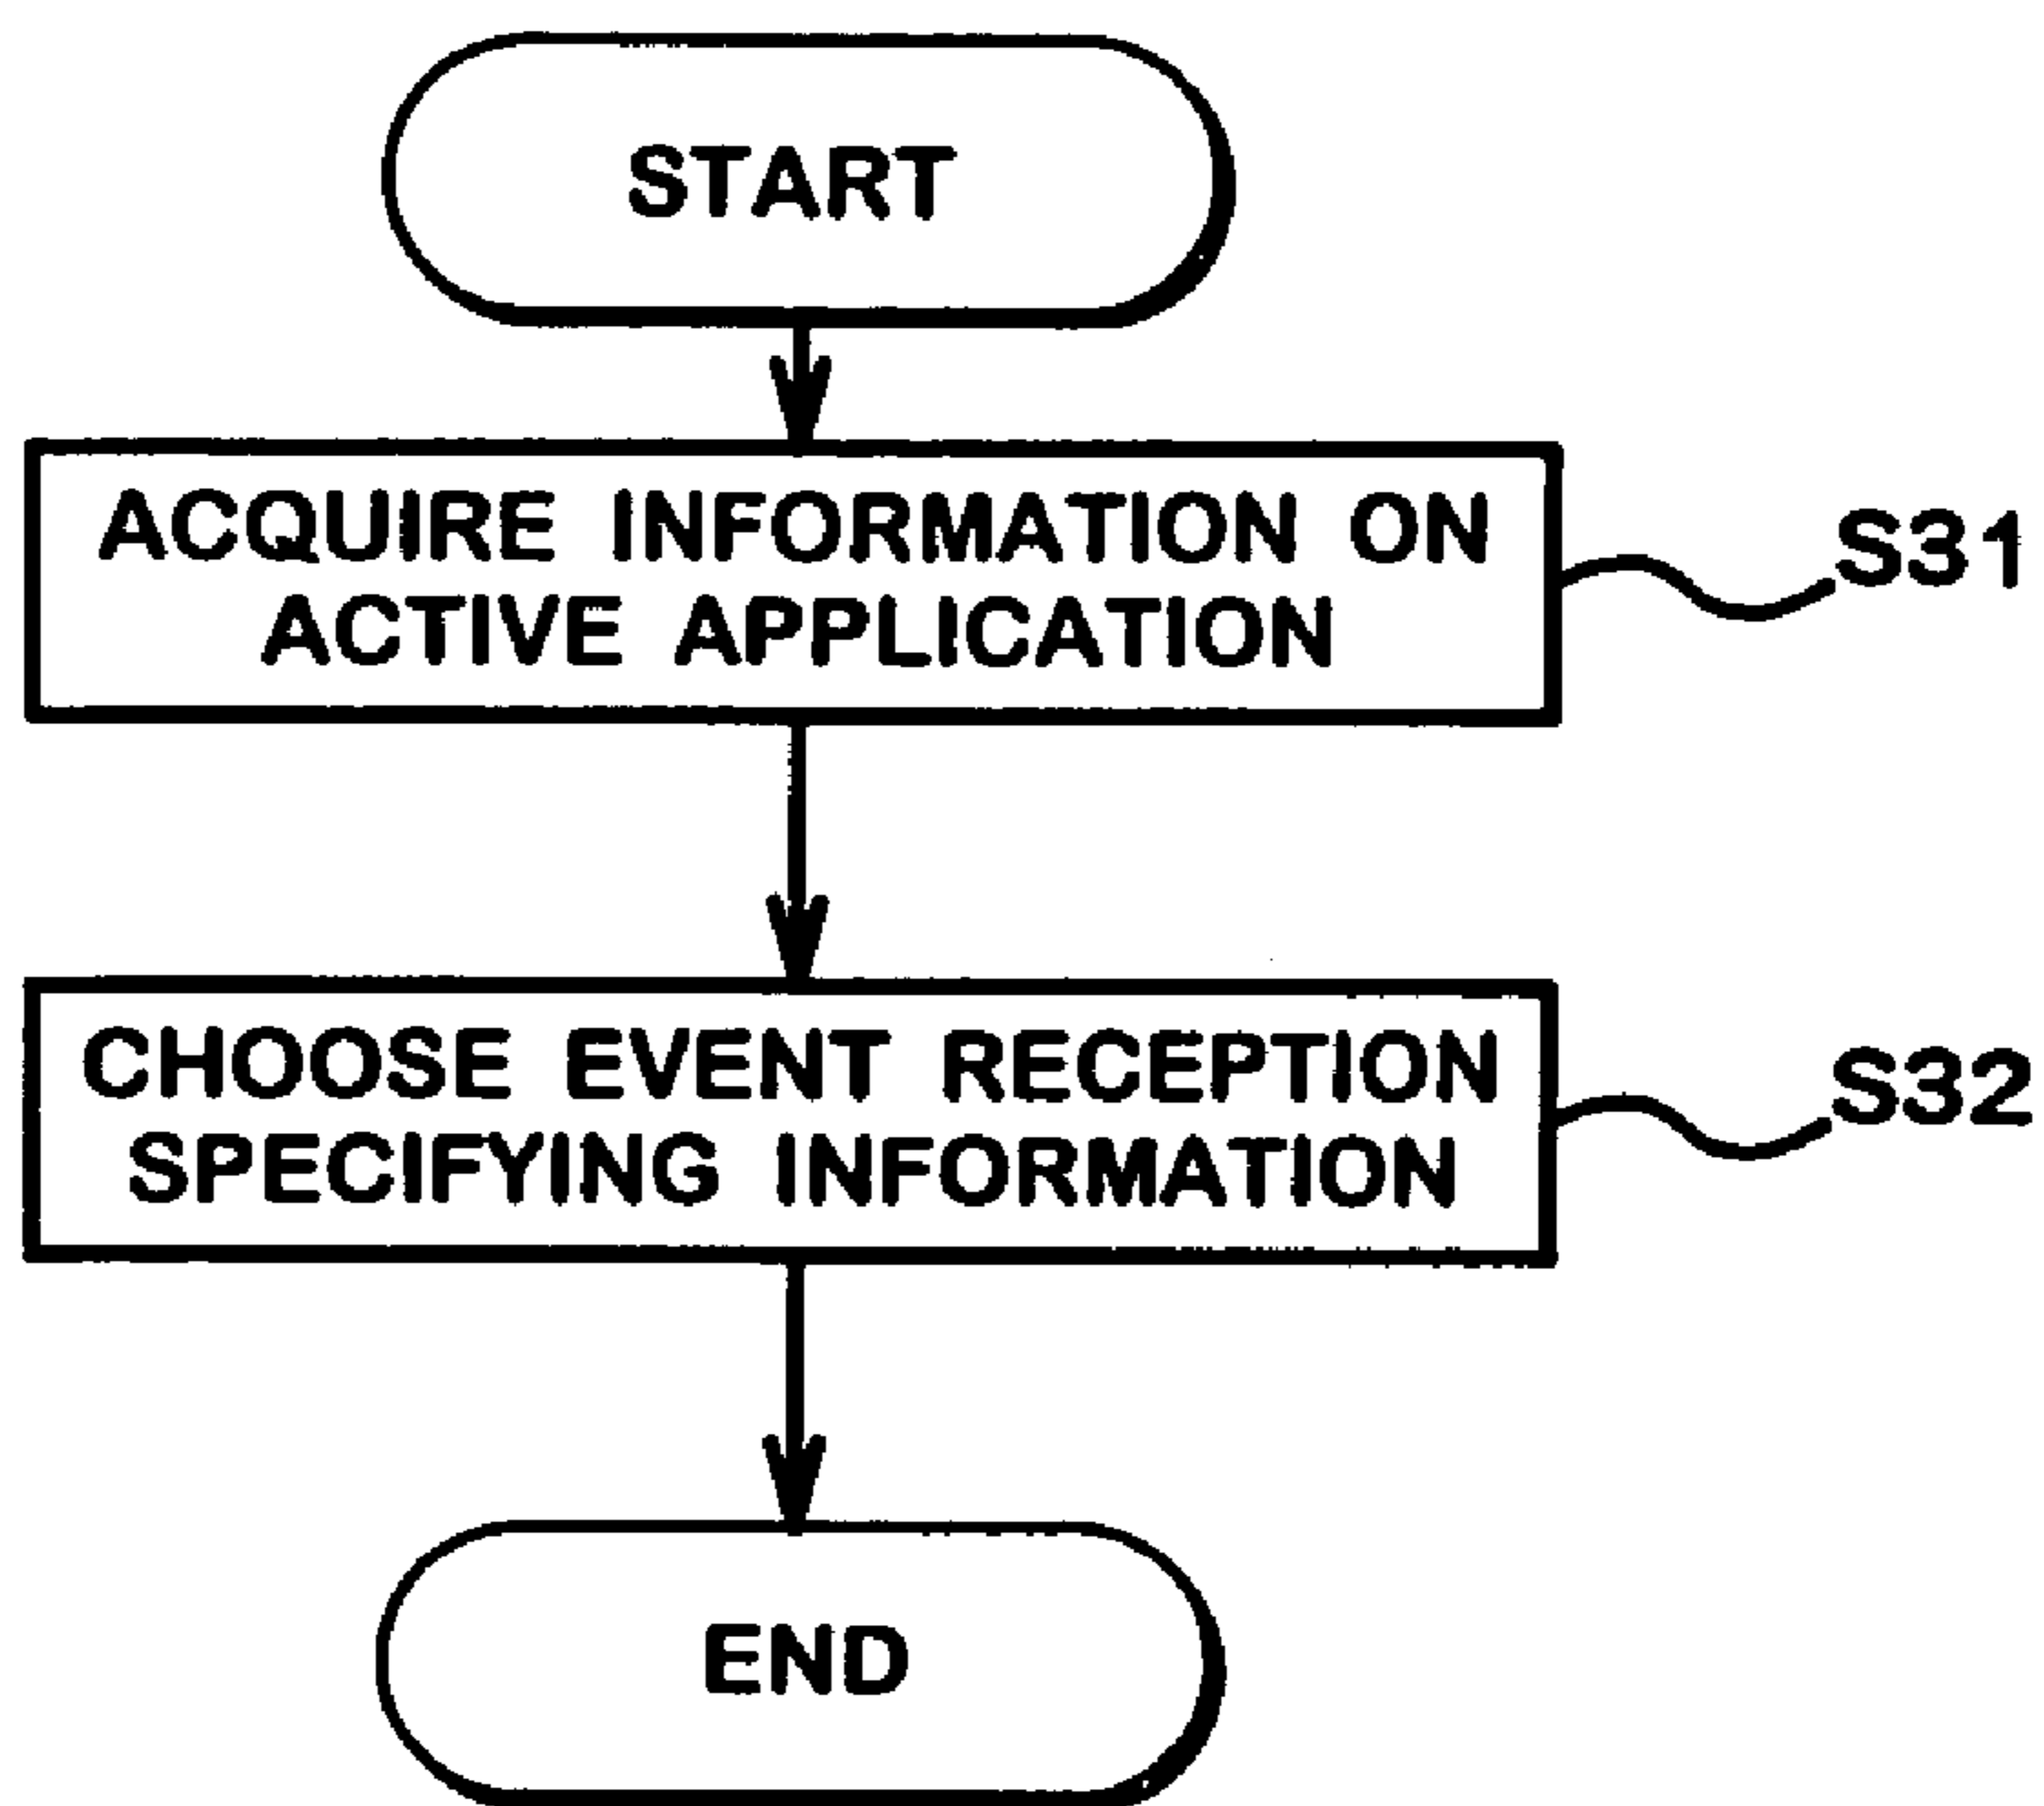 START
ACQUIRE INFORMATION ON
ACTIVE APPLICATION
S31
CHOOSE EVENT RECEPTION
SPECIFYING INFORMATION
S32
END